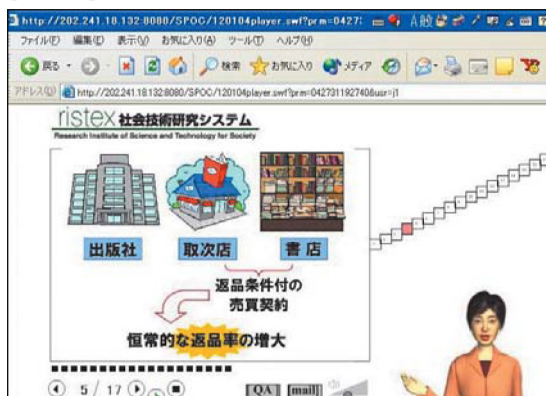 http://202.241.18.132:8080/SPOC/120104player.swf?prm=0427
ファイル(F) 編集(E) 表示(V) お気に入り(A) ツール(T) ヘルプ(H)
戻る 検索 お気に入り メディア
アドレス(D) http://202.241.18.132:8080/SPOC/120104player.swf?prm=042731192740&usr=j1
ristex 社会技術研究システム
Research Institute of Science and Technology for Society
出版社 取次店 書店
返品条件付の
売買契約
恒常的な返品率の増大
5 / 17 QA mail